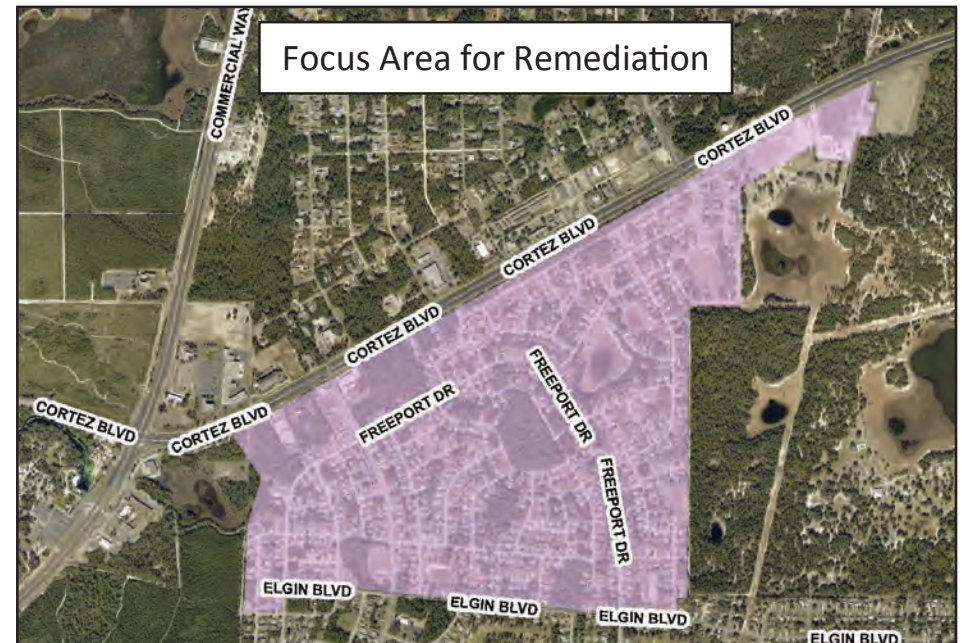 Focus Area for Remediation
COMMERCIAL WAY
CORTEZ BLVD
CORTEZ BLVD
CORTEZ BLVD
CORTEZ BLVD
CORTEZ BLVD
FREEPORT DR
FREEPORT DR
FREEPORT DR
ELGIN BLVD
ELGIN BLVD
ELGIN BLVD
ELGIN BLVD